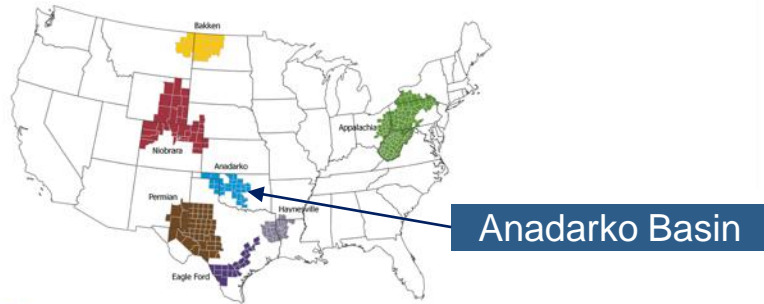 Bakken
Appalachia
Niobrara
Anadarko
Permian
Haynesville
Anadarko Basin
Eagle Ford